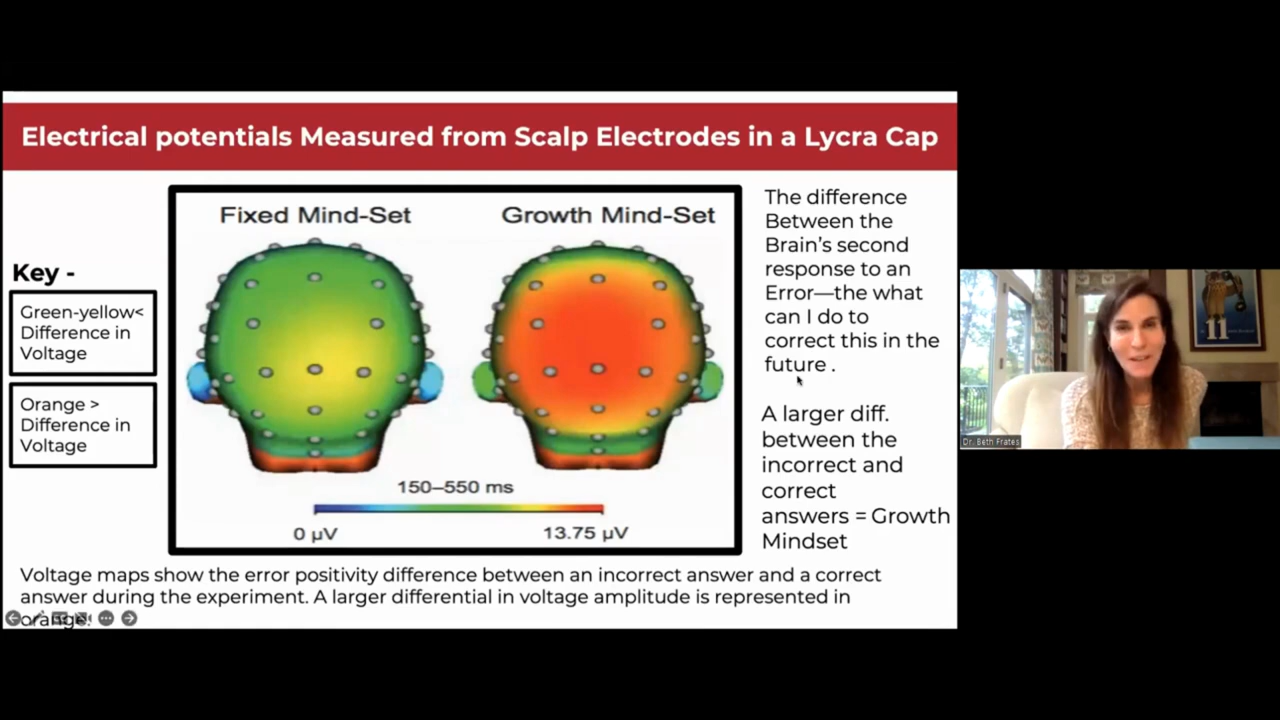 Electrical potentials Measured from Scalp Electrodes in a Lycra Cap
Key -
Green-yellow<
Difference in
Voltage
Orange >
Difference in
Voltage
Fixed Mind-Set
Growth Mind-Set
150–550 ms
0 µV
13.75 µV
The difference
Between the
Brain’s second
response to an
Error—the what
can I do to
correct this in the
future .
A larger diff.
between the
incorrect and
correct
answers = Growth
Mindset
Voltage maps show the error positivity difference between an incorrect answer and a correct
answer during the experiment. A larger differential in voltage amplitude is represented in
orange.
11
Dr. Beth Frates